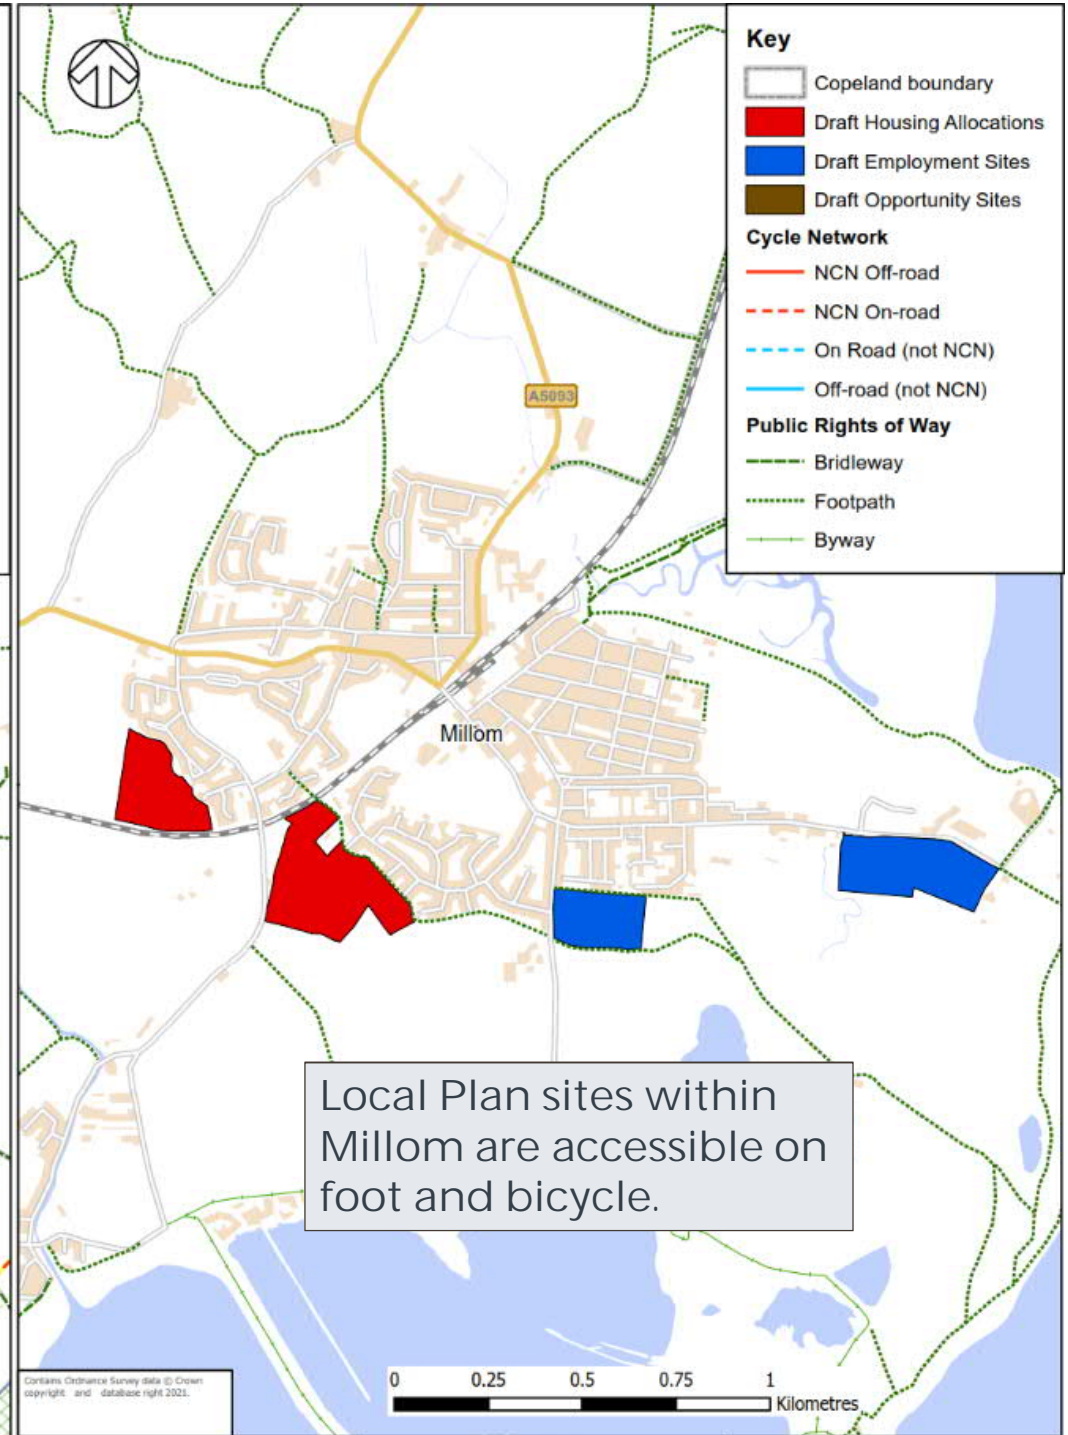 Key
Copeland boundary
Draft Housing Allocations
Draft Employment Sites
Draft Opportunity Sites
Cycle Network
NCN Off-road
NCN On-road
On Road (not NCN)
Off-road (not NCN)
Public Rights of Way
Bridleway
Footpath
Byway
A5093
Millom
Local Plan sites within
Millom are accessible on
foot and bicycle.
Contains Ordnance Survey data © Crown
copyright and database right 2021.
0 0.25 0.5 0.75 1
Kilometres